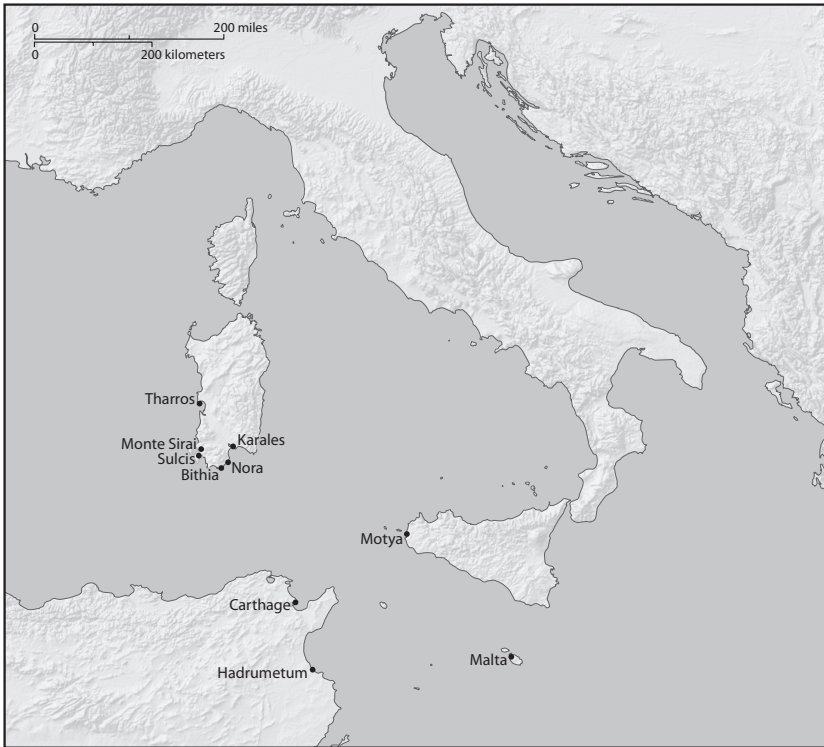 0 200 miles
0 200 kilometers
Tharros
Monte Sirai
Karales
Sulcis
Nora
Bithia
Motya
Carthage
Malta
Hadrumetum